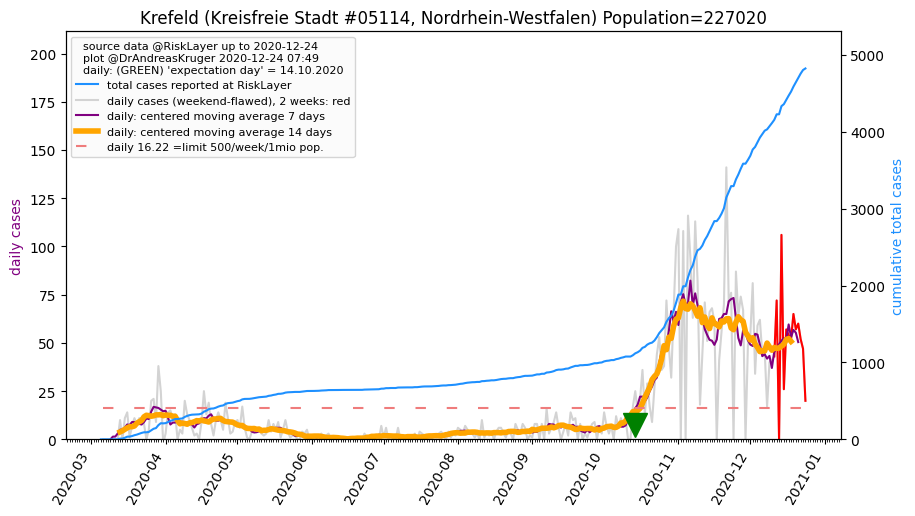 Krefeld (Kreisfreie Stadt #05114, Nordrhein-Westfalen) Population=227020
source data @RiskLayer up to 2020-12-24
plot @DrAndreasKruger 2020-12-24 07:49
daily: (GREEN) 'expectation day' = 14.10.2020
total cases reported at RiskLayer
daily cases (weekend-flawed), 2 weeks: red
daily: centered moving average 7 days
daily: centered moving average 14 days
daily 16.22 =limit 500/week/1mio pop.
daily cases
200
175
150
125
100
75
50
25
0
cumulative total cases
5000
4000
3000
2000
1000
0
2020-03
2020-04
2020-05
2020-06
2020-07
2020-08
2020-09
2020-10
2020-11
2020-12
2021-01